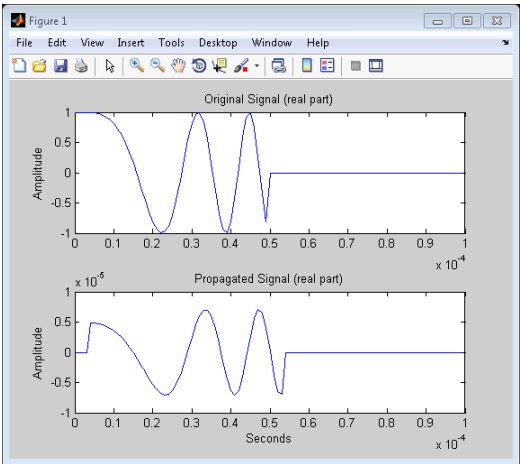 Figure 1
File Edit View Insert Tools Desktop Window Help
Original Signal (real part)
Amplitude
1
0.5
0
-0.5
-1
0 0.1 0.2 0.3 0.4 0.5 0.6 0.7 0.8 0.9 1
x 10^-4
x 10^-5
Propagated Signal (real part)
Amplitude
1
0.5
0
-0.5
-1
0 0.1 0.2 0.3 0.4 0.5 0.6 0.7 0.8 0.9 1
Seconds
x 10^-4